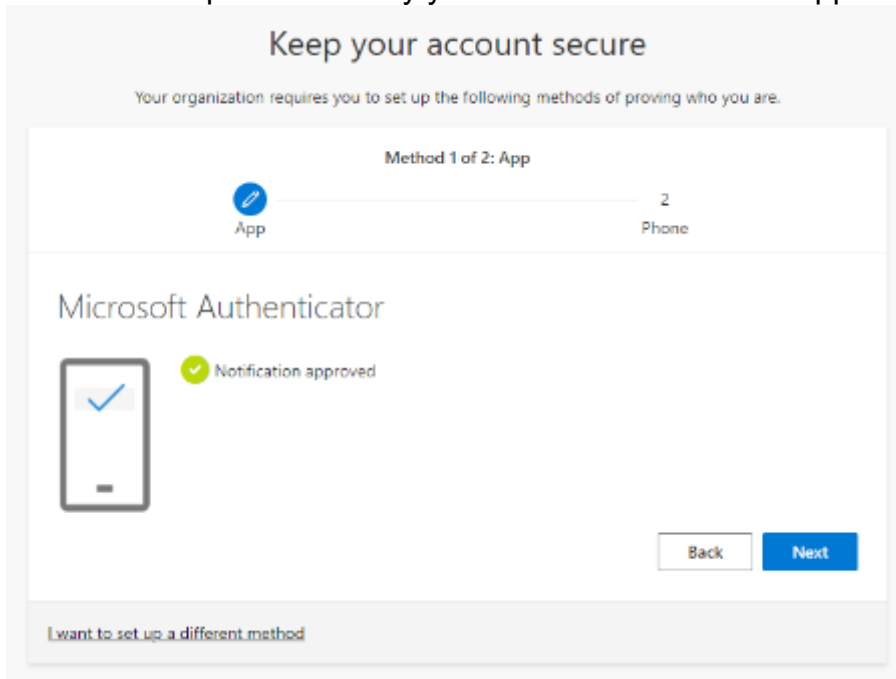 Keep your account secure
Your organization requires you to set up the following methods of proving who you are.
Method 1 of 2: App
2
App
Phone
Microsoft Authenticator
Notification approved
Back
Next
I want to set up a different method